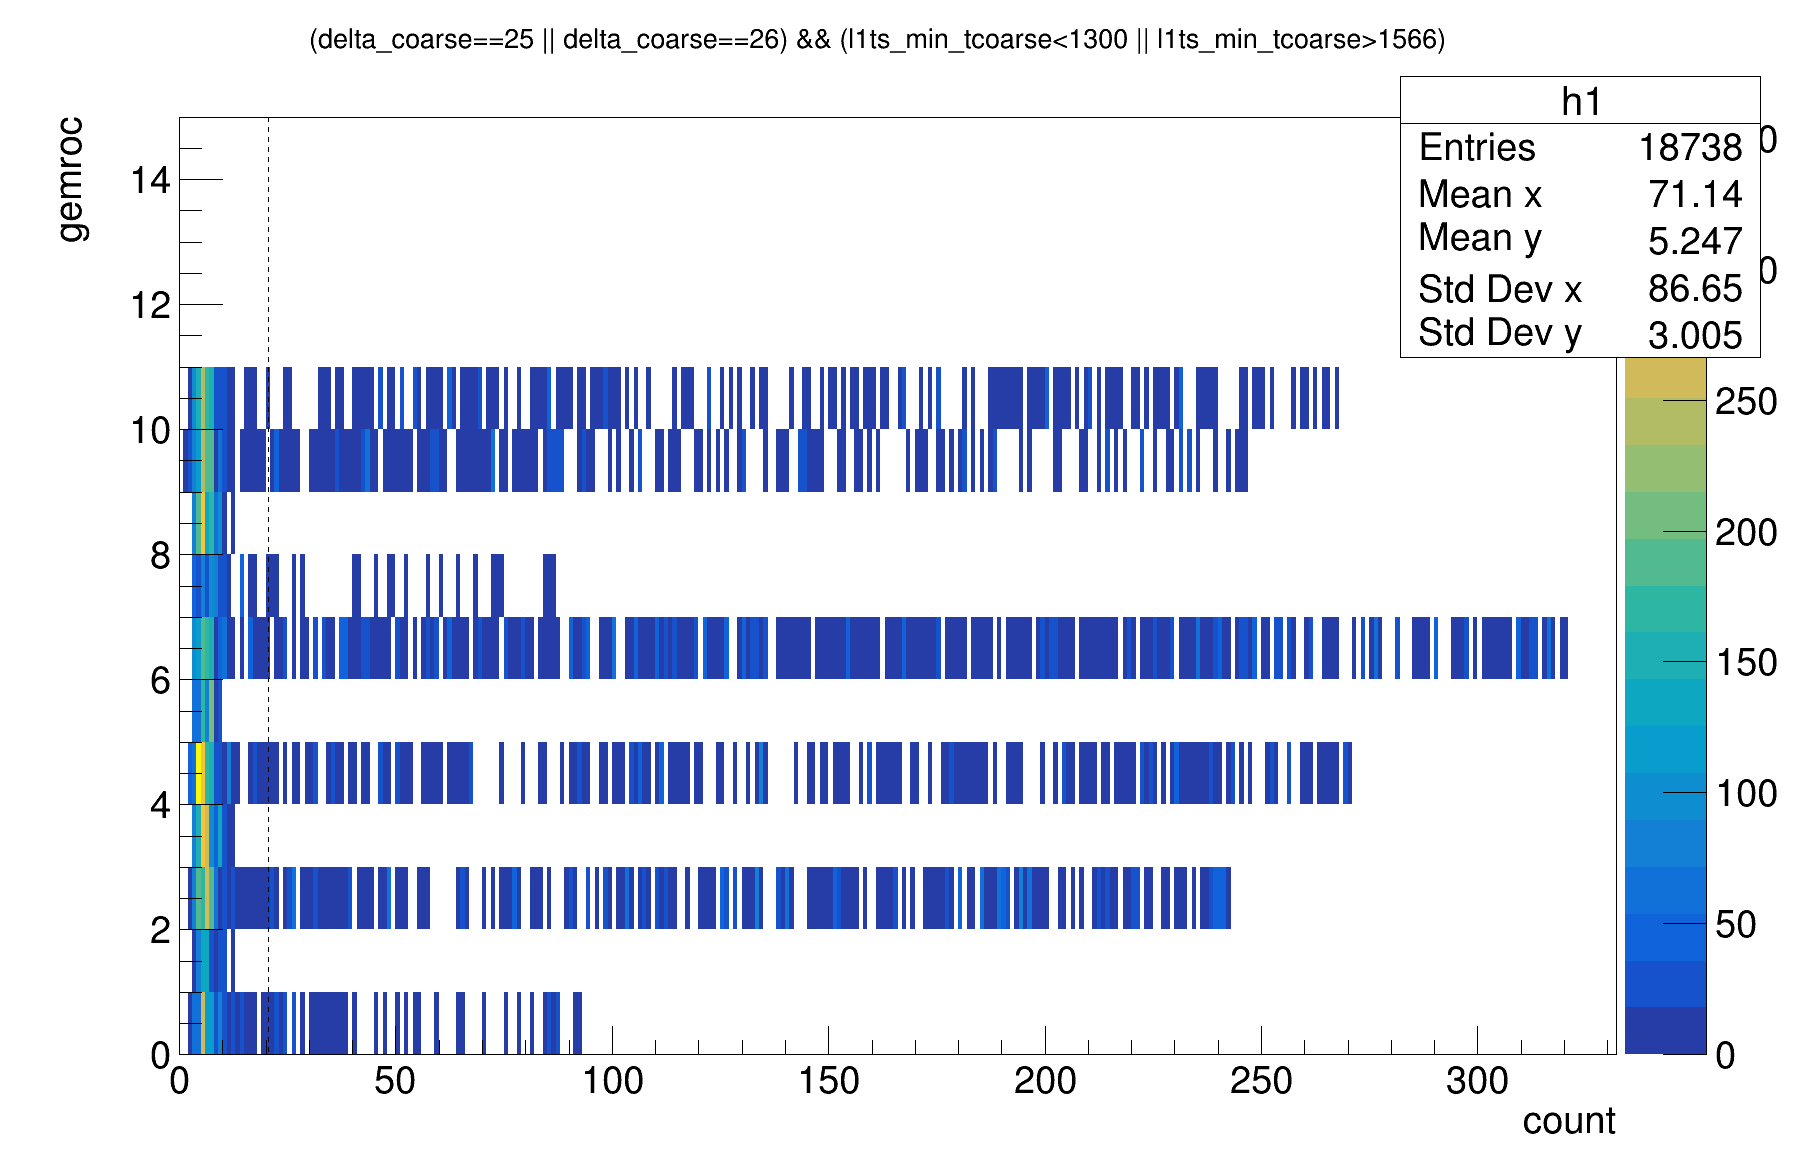 (delta_coarse==25 || delta_coarse==26) && (l1ts_min_tcoarse<1300 || l1ts_min_tcoarse>1566)
h1
Entries 18738
Mean x 71.14
Mean y 5.247
Std Dev x 86.65
Std Dev y 3.005
gemroc
14
12
10
8
6
4
2
0
0 50 100 150 200 250 300
count
250
200
150
100
50
0